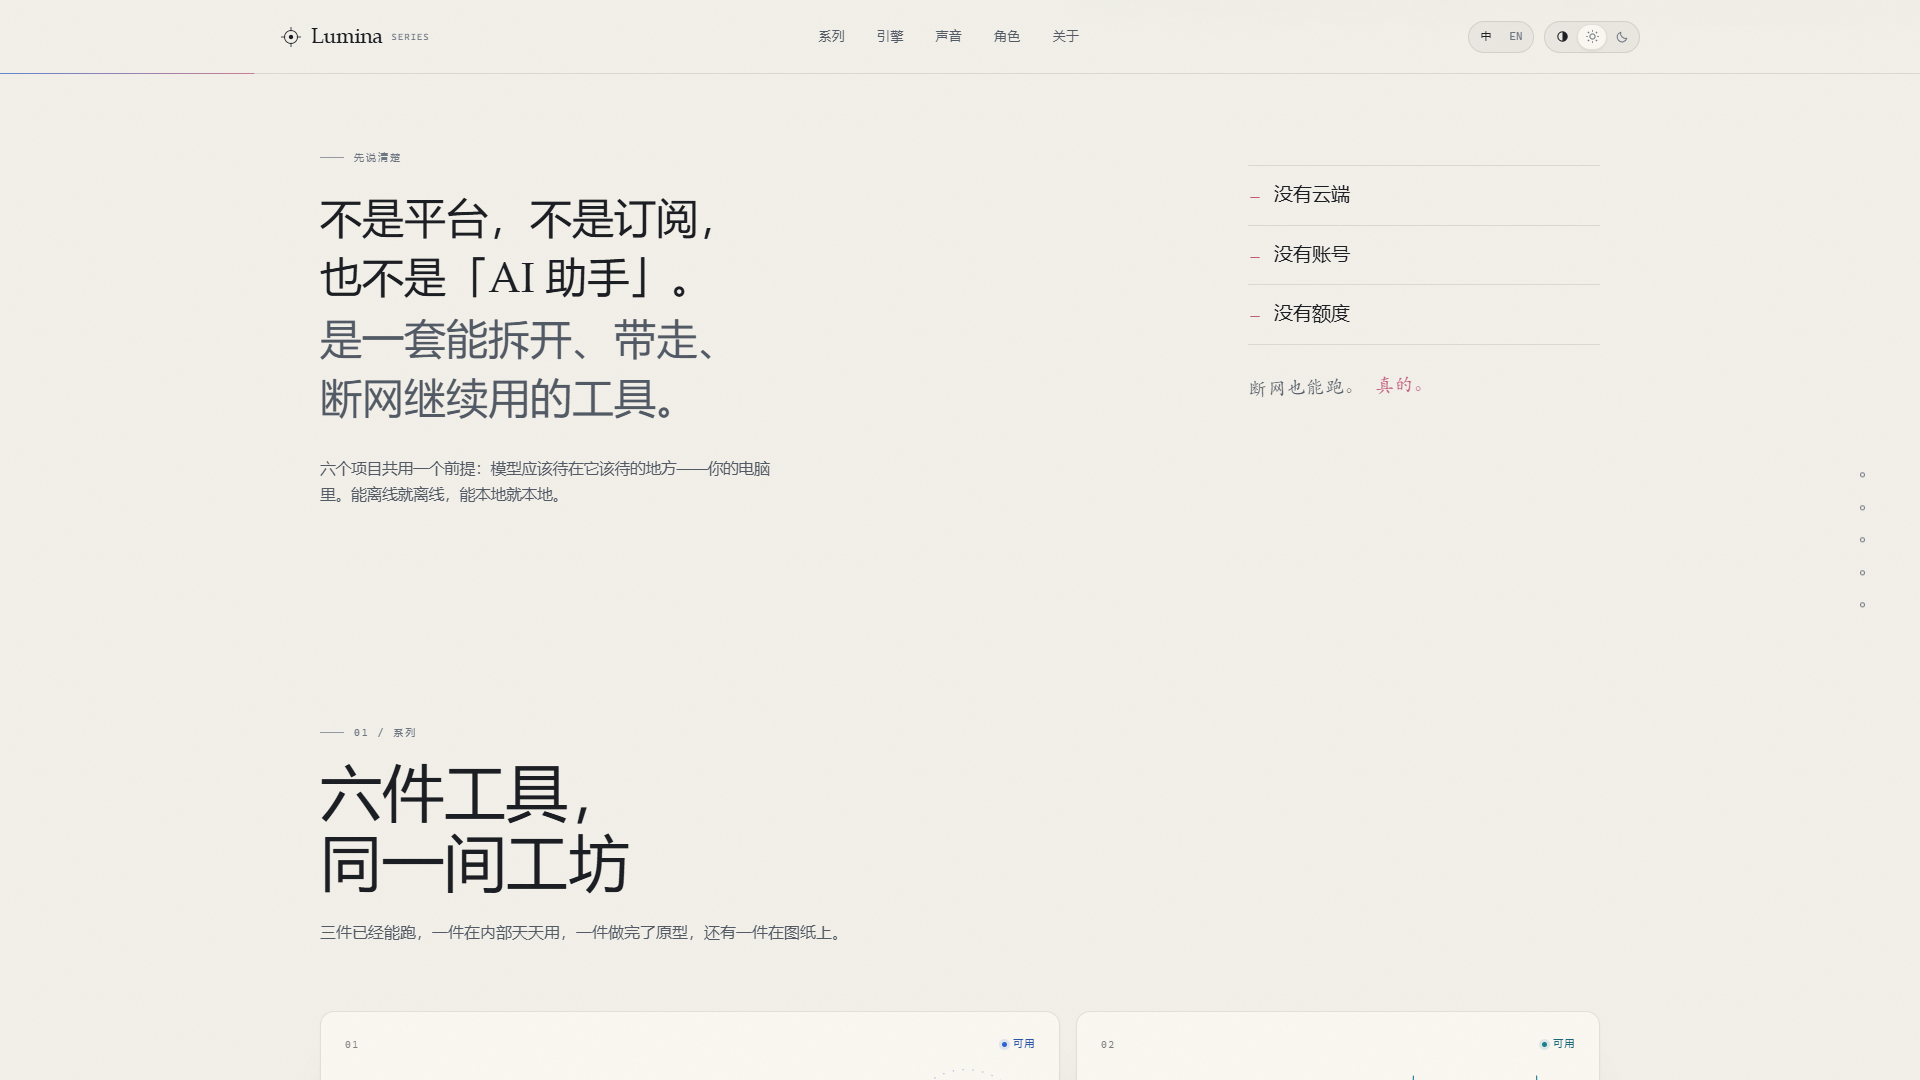 Lumina SERIES
系列 引擎 声音 角色 关于
中 EN
先说清楚
不是平台，不是订阅，
也不是「AI 助手」。
是一套能拆开、带走、
断网继续用的工具。
六个项目共用一个前提：模型应该待在它该待的地方——你的电脑
里。能离线就离线，能本地就本地。
– 没有云端
– 没有账号
– 没有额度
断网也能跑。 真的。
01 / 系列
六件工具，
同一间工坊
三件已经能跑，一件在内部天天用，一件做完了原型，还有一件在图纸上。
01 可用
02 可用